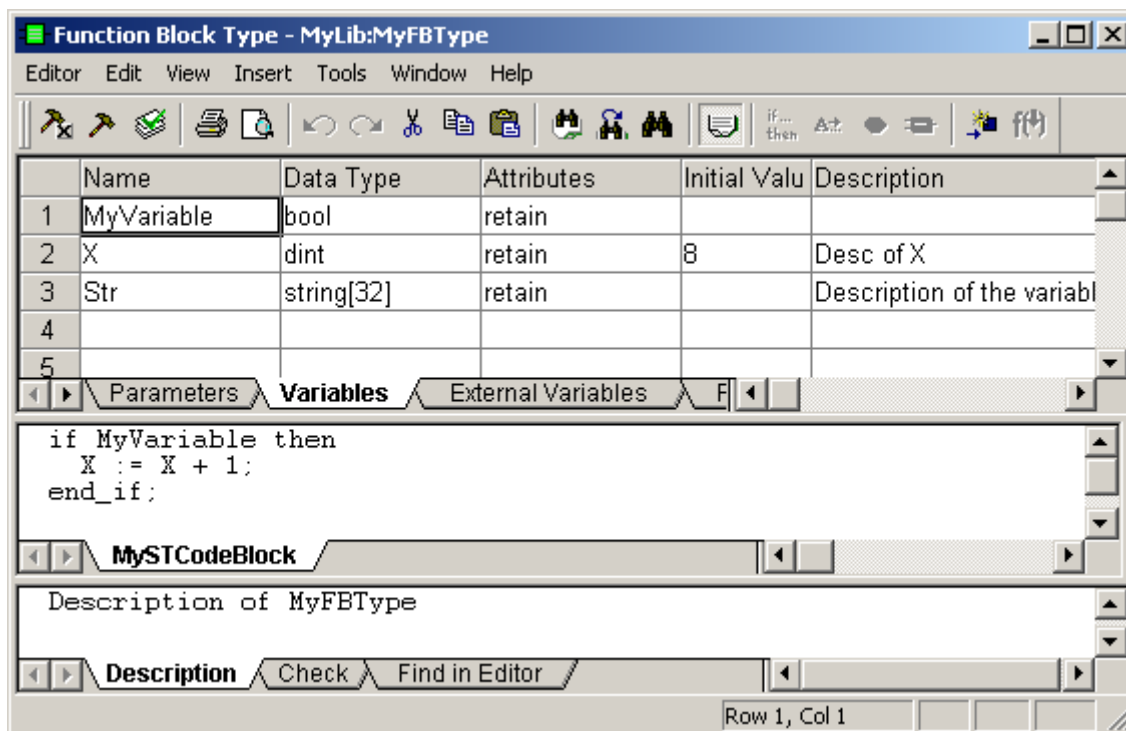 Function Block Type - MyLib:MyFBType
Editor Edit View Insert Tools Window Help
if... then
f(
Name Data Type Attributes Initial Valu Description
1 MyVariable bool retain
2 X dint retain 8 Desc of X
3 Str string[32] retain Description of the variabl
4
5
Parameters Variables External Variables F
if MyVariable then
X := X + 1;
end_if;
MySTCodeBlock
Description of MyFBType
Description Check Find in Editor
Row 1, Col 1